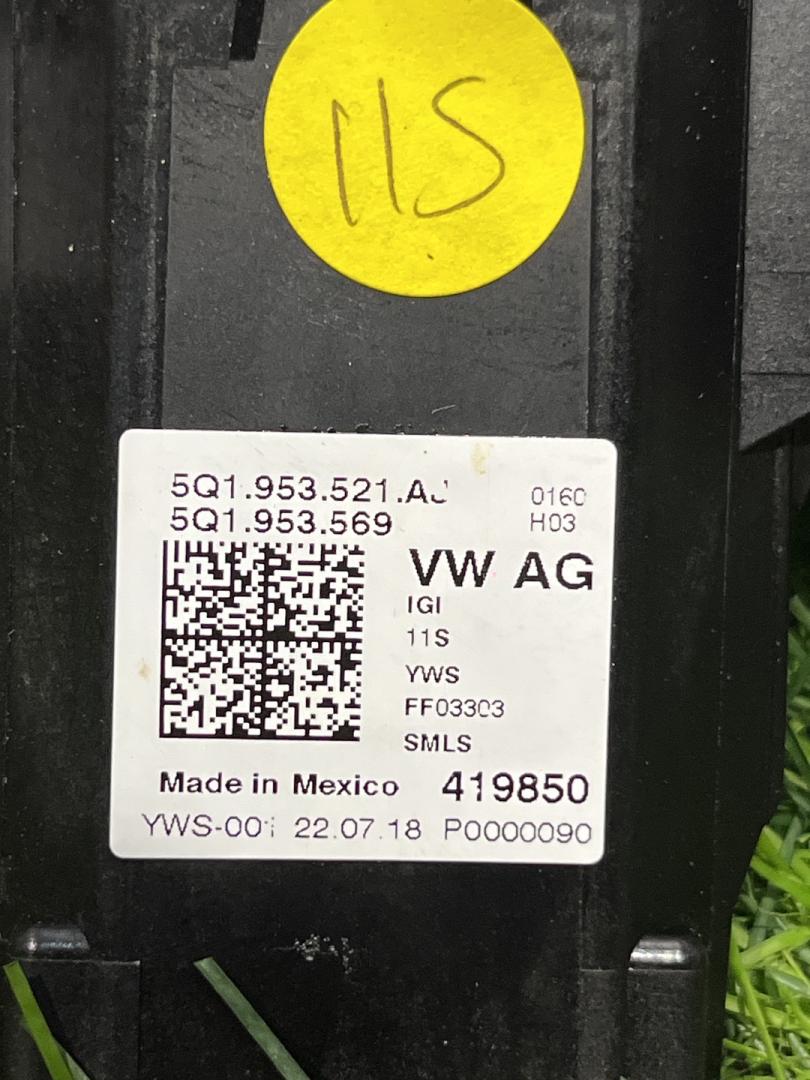 11S
5Q1.953.521.AJ
0160
5Q1.953.569
H03
VW AG
IGI
11S
YWS
FF03303
SMLS
Made in Mexico 419850
22.07.18 P0000090